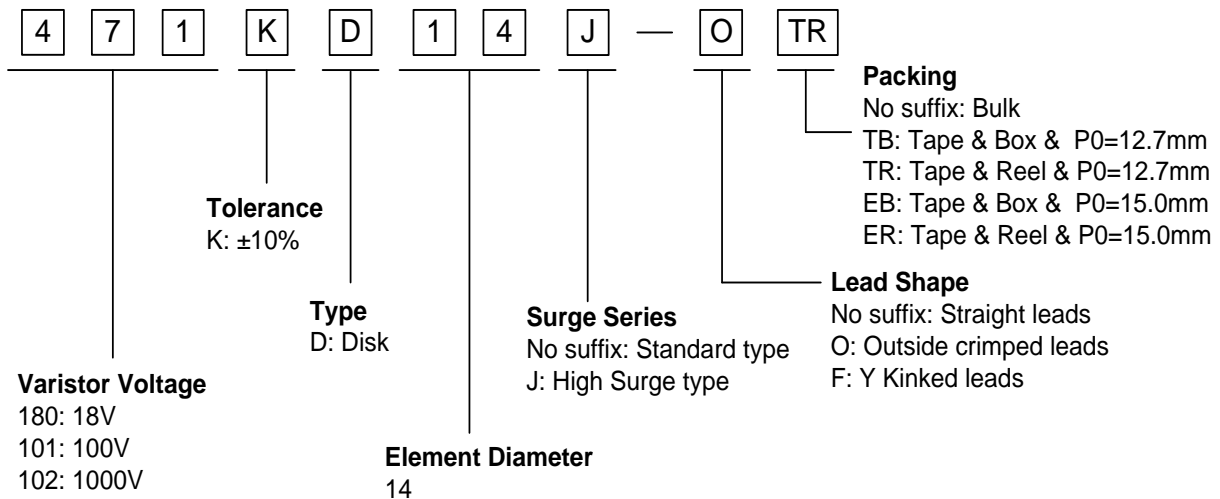 4 7 1 K D 1 4 J — O TR
Packing
No suffix: Bulk
TB: Tape & Box & P0=12.7mm
TR: Tape & Reel & P0=12.7mm
EB: Tape & Box & P0=15.0mm
ER: Tape & Reel & P0=15.0mm
Tolerance
K: ±10%
Lead Shape
No suffix: Straight leads
O: Outside crimped leads
F: Y Kinked leads
Type
D: Disk
Surge Series
No suffix: Standard type
J: High Surge type
Varistor Voltage
180: 18V
101: 100V
102: 1000V
Element Diameter
14